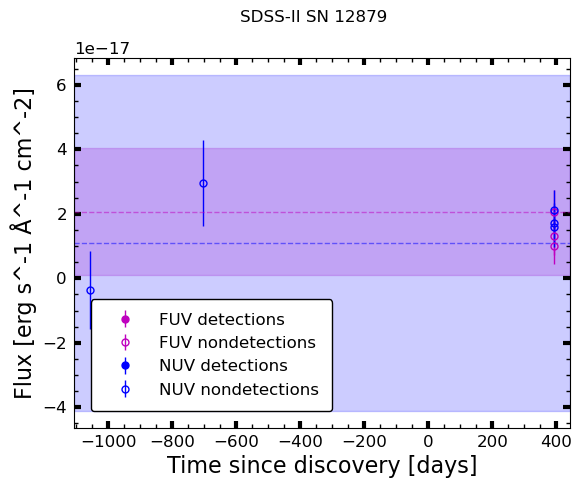 SDSS-II SN 12879
1e−17
6
4
2
0
−2
−4
Flux [erg s^-1 Å^-1 cm^-2]
FUV detections
FUV nondetections
NUV detections
NUV nondetections
−1000 −800 −600 −400 −200 0 200 400
Time since discovery [days]